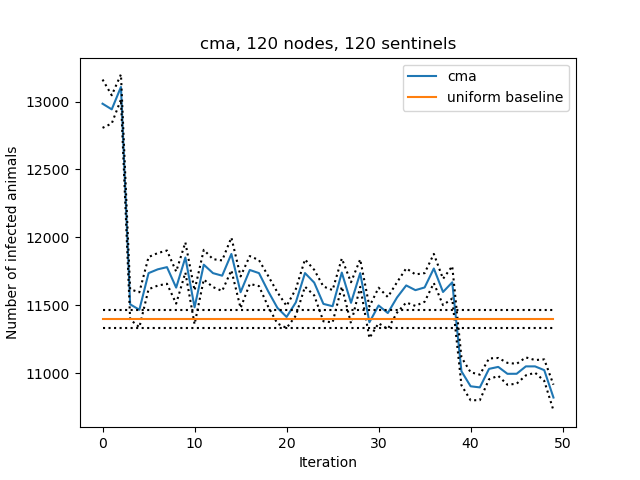 cma, 120 nodes, 120 sentinels
cma
uniform baseline
Number of infected animals
13000
12500
12000
11500
11000
0 10 20 30 40 50
Iteration